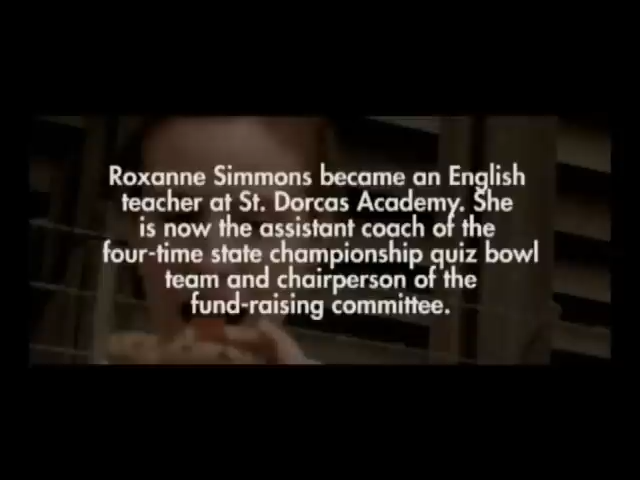 Roxanne Simmons became an English
teacher at St. Dorcas Academy. She
is now the assistant coach of the
four-time state championship quiz bowl
team and chairperson of the
fund-raising committee.